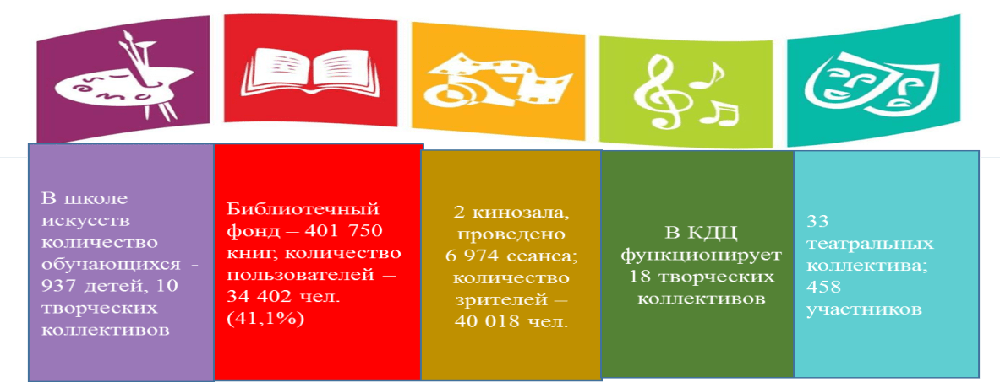 В школе
искусств
количество
обучающихся -
937 детей, 10
творческих
коллективов
Библиотечный
фонд – 401 750
книг, количество
пользователей –
34 402 чел.
(41,1%)
2 кинозала,
проведено
6 974 сеанса;
количество
зрителей –
40 018 чел.
В КДЦ
функционирует
18 творческих
коллективов
33
театральных
коллектива;
458
участников